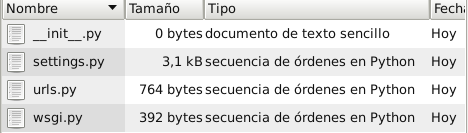 Nombre Tamaño Tipo Fecha
__init__.py 0 bytes documento de texto sencillo Hoy
settings.py 3,1 kB secuencia de órdenes en Python Hoy
urls.py 764 bytes secuencia de órdenes en Python Hoy
wsgi.py 392 bytes secuencia de órdenes en Python Hoy